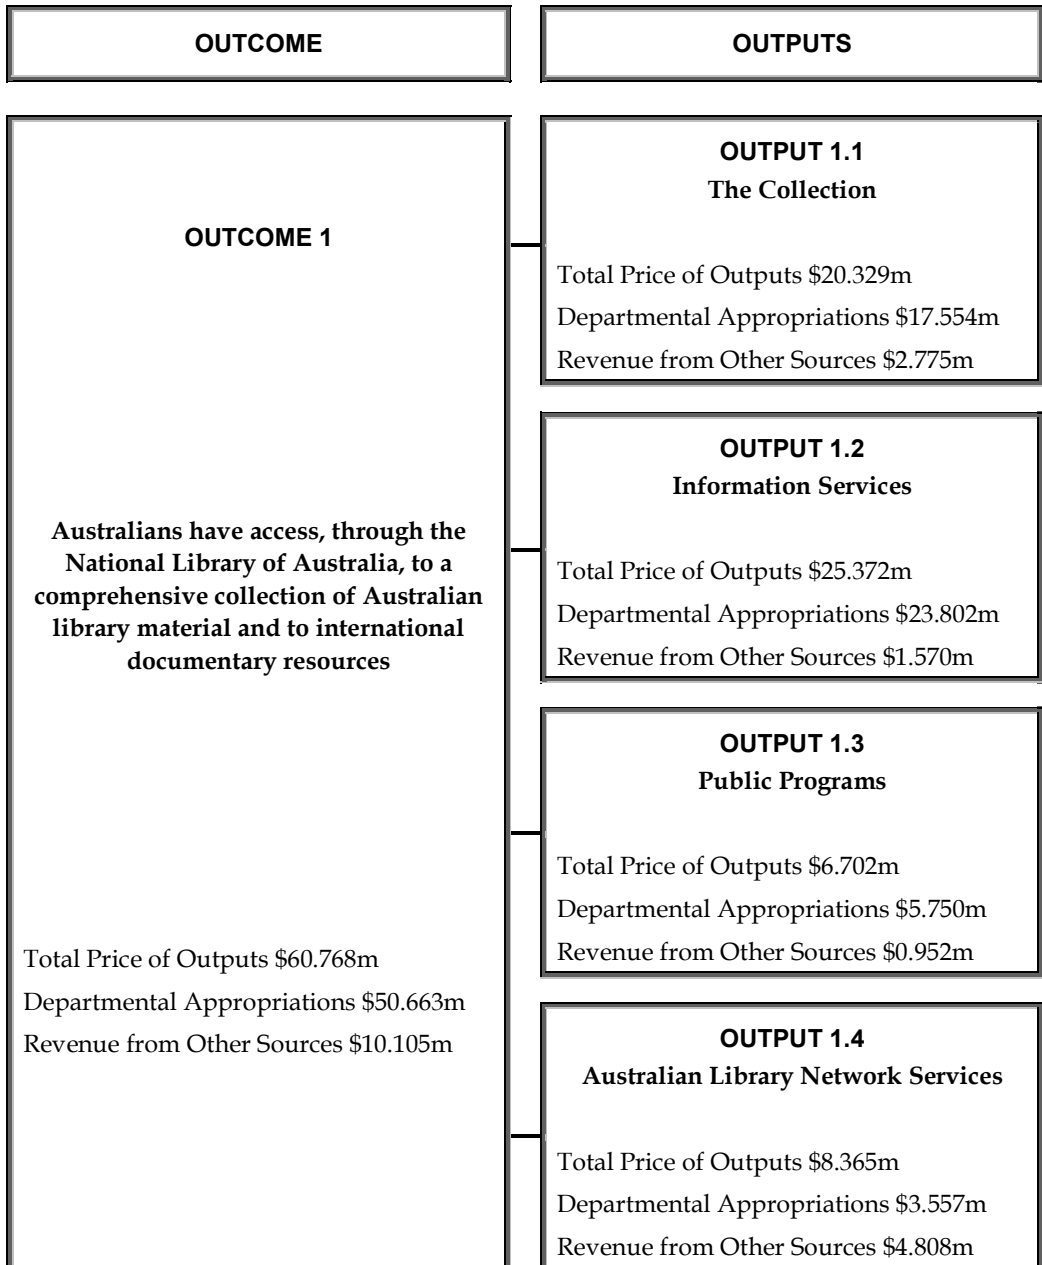 OUTCOME
OUTPUTS
OUTCOME 1
Australians have access, through the
National Library of Australia, to a
comprehensive collection of Australian
library material and to international
documentary resources
Total Price of Outputs $60.768m
Departmental Appropriations $50.663m
Revenue from Other Sources $10.105m
OUTPUT 1.1
The Collection
Total Price of Outputs $20.329m
Departmental Appropriations $17.554m
Revenue from Other Sources $2.775m
OUTPUT 1.2
Information Services
Total Price of Outputs $25.372m
Departmental Appropriations $23.802m
Revenue from Other Sources $1.570m
OUTPUT 1.3
Public Programs
Total Price of Outputs $6.702m
Departmental Appropriations $5.750m
Revenue from Other Sources $0.952m
OUTPUT 1.4
Australian Library Network Services
Total Price of Outputs $8.365m
Departmental Appropriations $3.557m
Revenue from Other Sources $4.808m